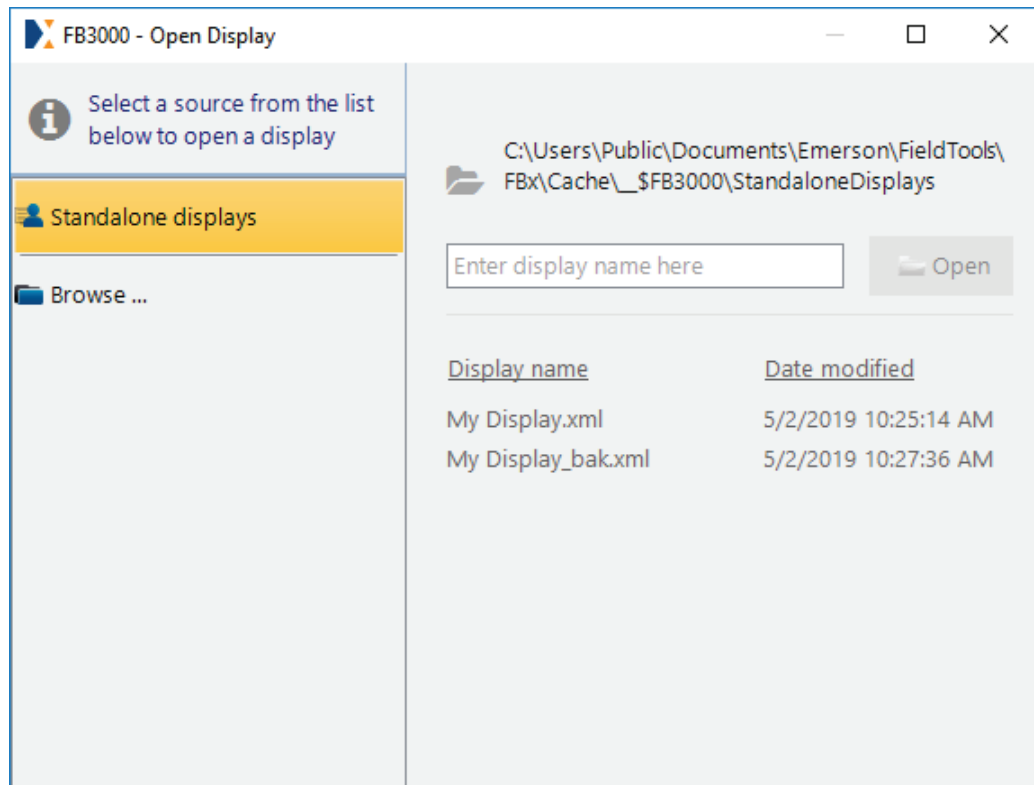 FB3000 - Open Display
Select a source from the list
below to open a display
Standalone displays
Browse ...
C:\Users\Public\Documents\Emerson\FieldTools\
FBx\Cache\__$FB3000\StandaloneDisplays
Enter display name here
Open
Display name Date modified
My Display.xml 5/2/2019 10:25:14 AM
My Display_bak.xml 5/2/2019 10:27:36 AM